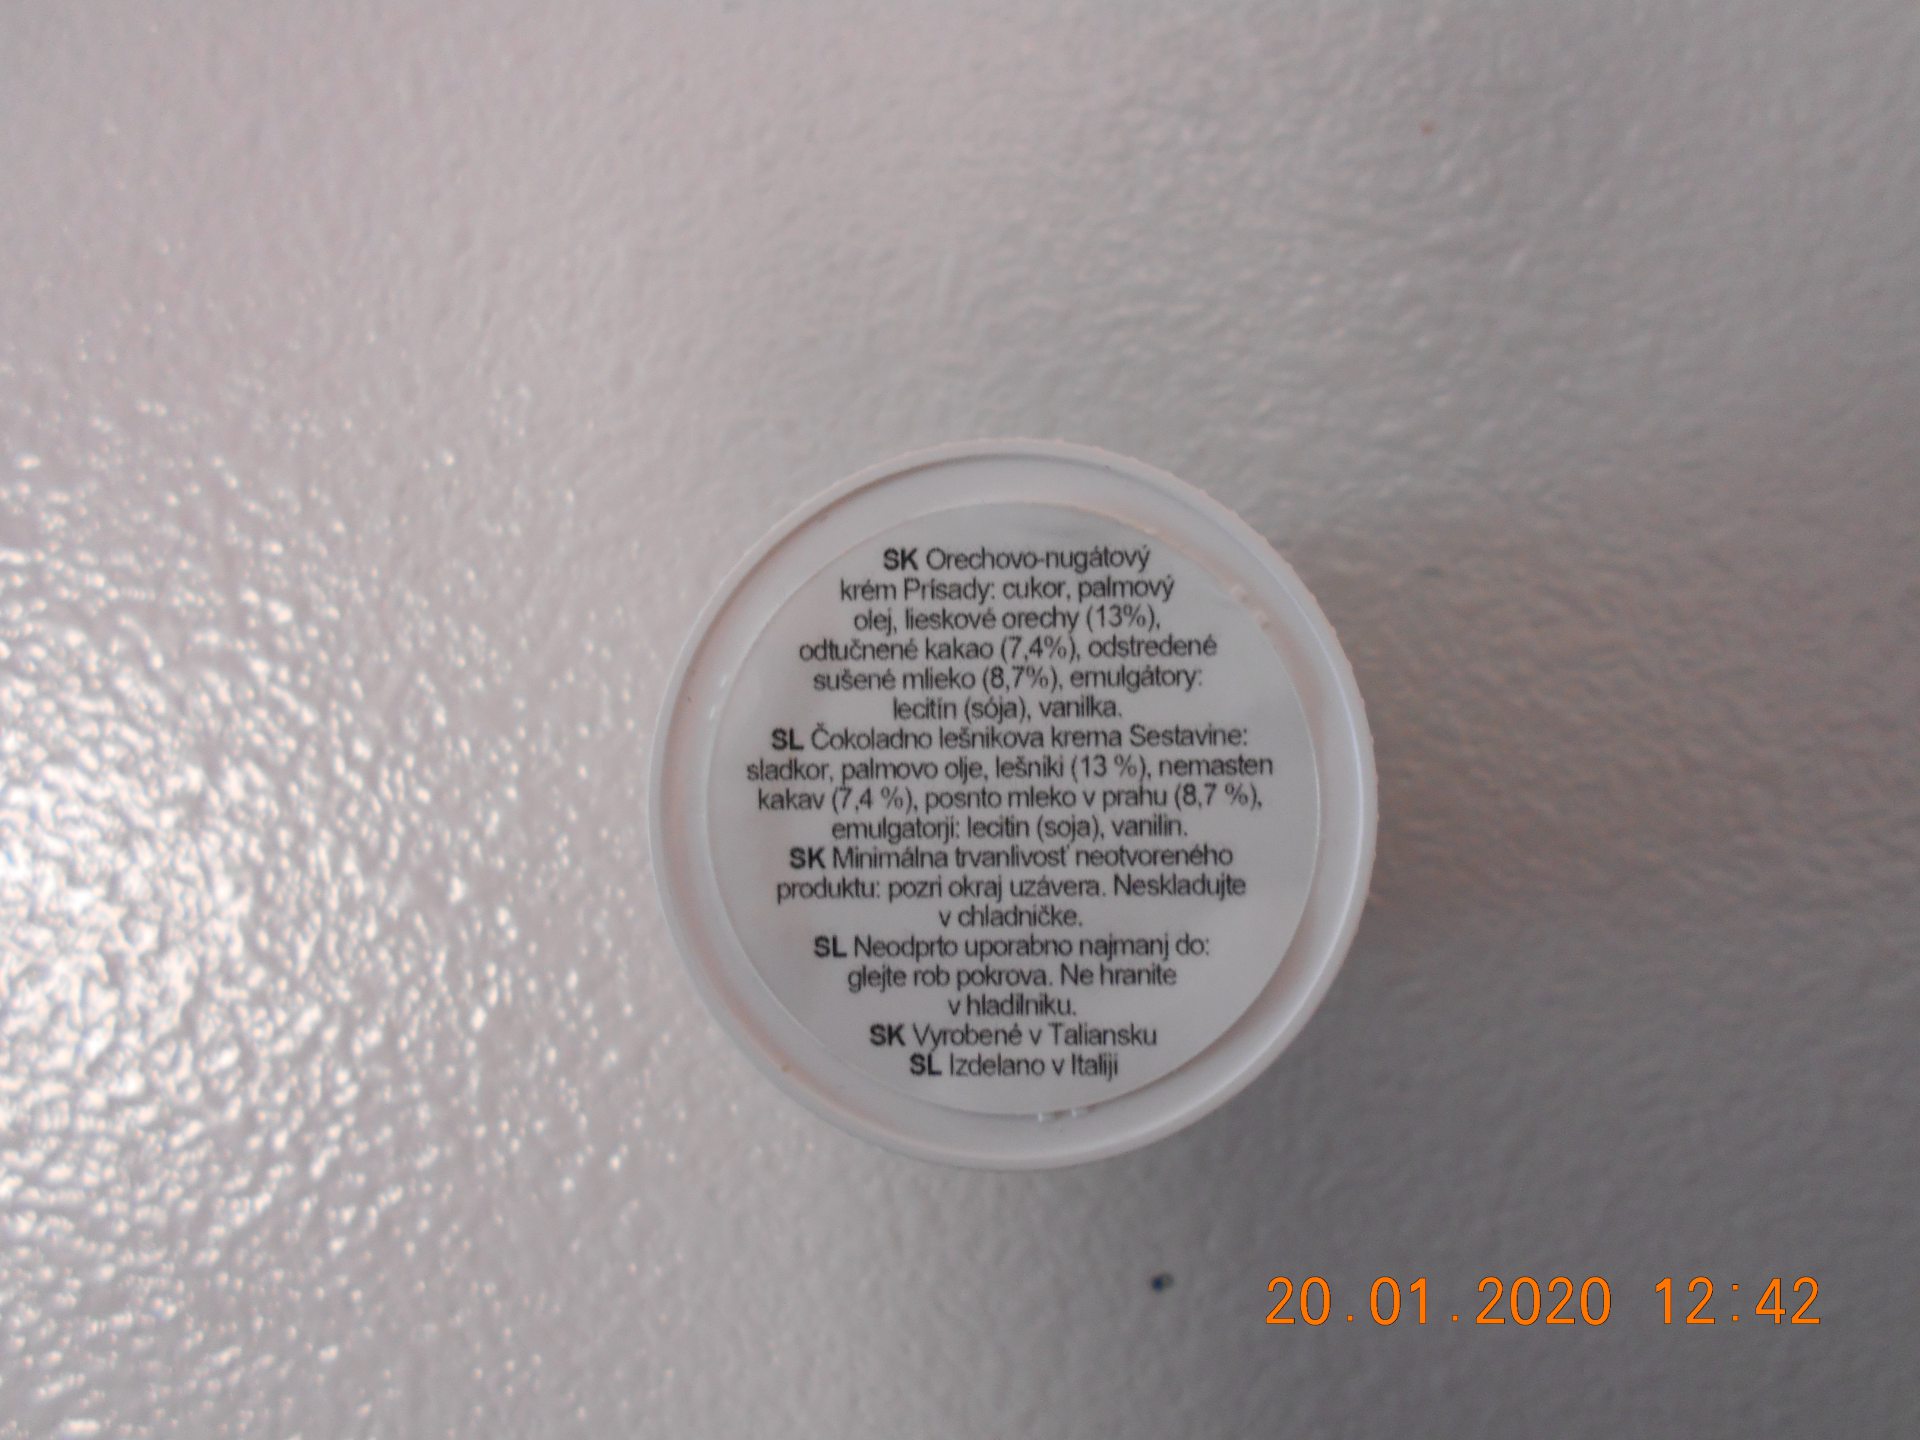 SK Orechovo-nugátový
krém Prísady: cukor, palmový
olej, lieskové orechy (13%),
odtučnené kakao (7,4%), odstredené
sušené mlieko (8,7%), emulgátory:
lecitín (sója), vanilka.
SL Čokoladno lešnikova krema Sestavine:
sladkor, palmovo olje, lešniki (13 %), nemasten
kakav (7,4 %), posnto mleko v prahu (8,7 %),
emulgatorji: lecitin (soja), vanilin.
SK Minimálna trvanlivosť neotvoreného
produktu: pozri okraj uzávera. Neskladujte
v chladničke.
SL Neodprto uporabno najmanj do:
glejte rob pokrova. Ne hranite
v hladilniku.
SK Vyrobené v Taliansku
SL Izdelano v Italiji
20.01.2020 12:42